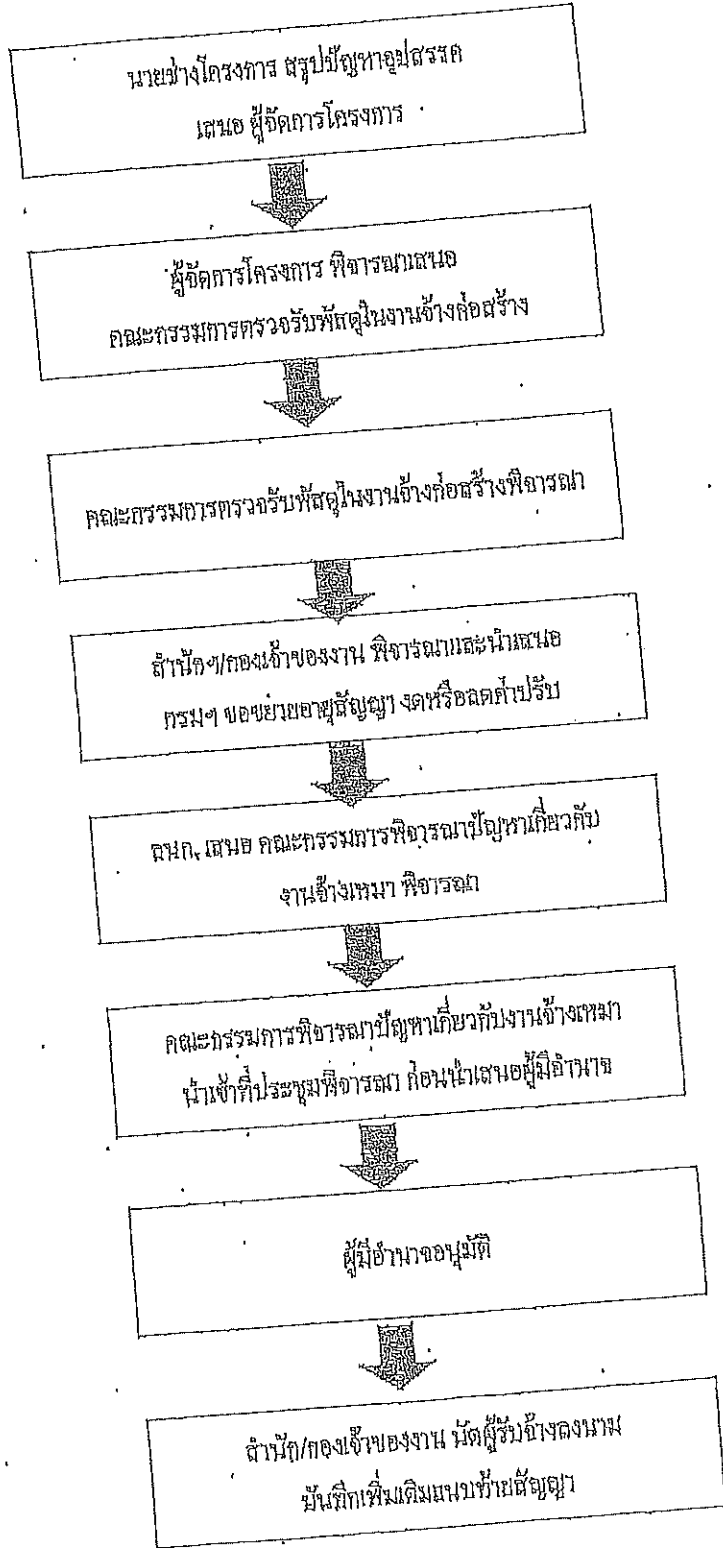 นายช่างโครงการ สรุปปัญหาอุปสรรค
เสนอ ผู้จัดการโครงการ
ผู้จัดการโครงการ พิจารณาเสนอ
คณะกรรมการตรวจรับพัสดุในงานจ้างก่อสร้าง
คณะกรรมการตรวจรับพัสดุในงานจ้างก่อสร้างพิจารณา
สำนักฯ/กองเจ้าของงาน พิจารณาและนำเสนอ
กรมฯ ขอขยายอายุสัญญา งดหรือลดค่าปรับ
เสนอ คณะกรรมการพิจารณาปัญหาเกี่ยวกับ
งานจ้างเหมา พิจารณา
คณะกรรมการพิจารณาปัญหาเกี่ยวกับงานจ้างเหมา
นำเข้าที่ประชุมพิจารณา ก่อนนำเสนอผู้มีอำนาจ
ผู้มีอำนาจอนุมัติ
สำนัก/กองเจ้าของงาน นัดผู้รับจ้างลงนาม
บันทึกเพิ่มเติมแนบท้ายสัญญา